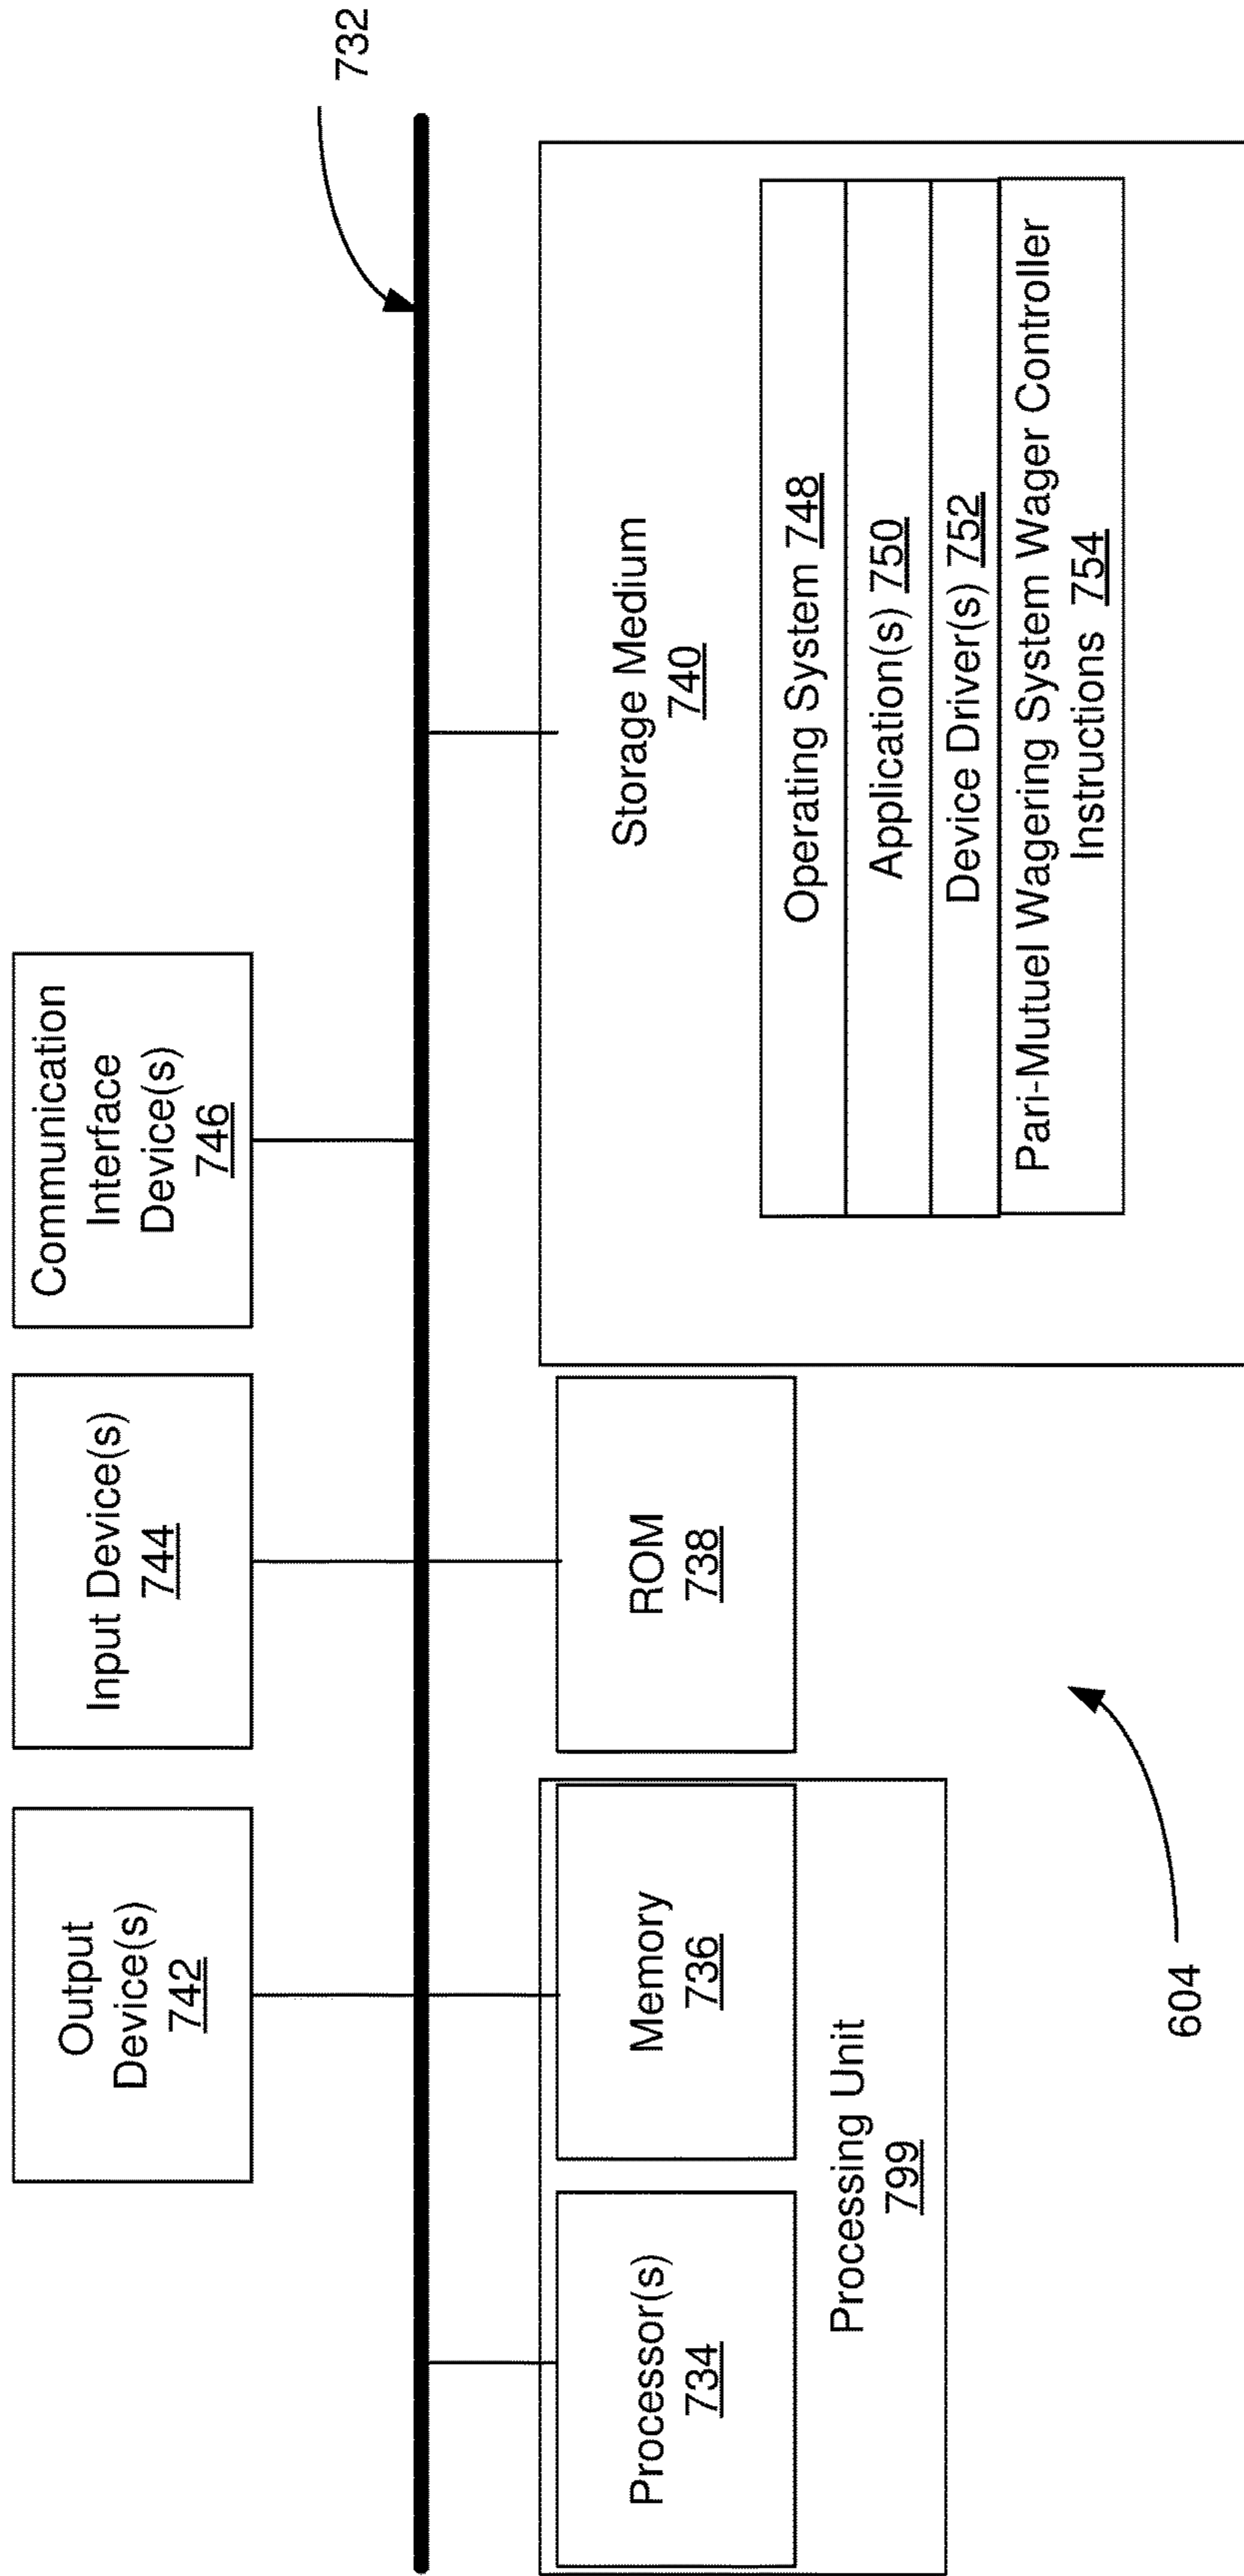 Output
Device(s)
742
Input Device(s)
744
Communication
Interface
Device(s)
746
732
Processor(s)
734
Memory
736
Processing Unit
799
ROM
738
Storage Medium
740
Operating System 748
Application(s) 750
Device Driver(s) 752
Pari-Mutuel Wagering System Wager Controller
Instructions 754
604